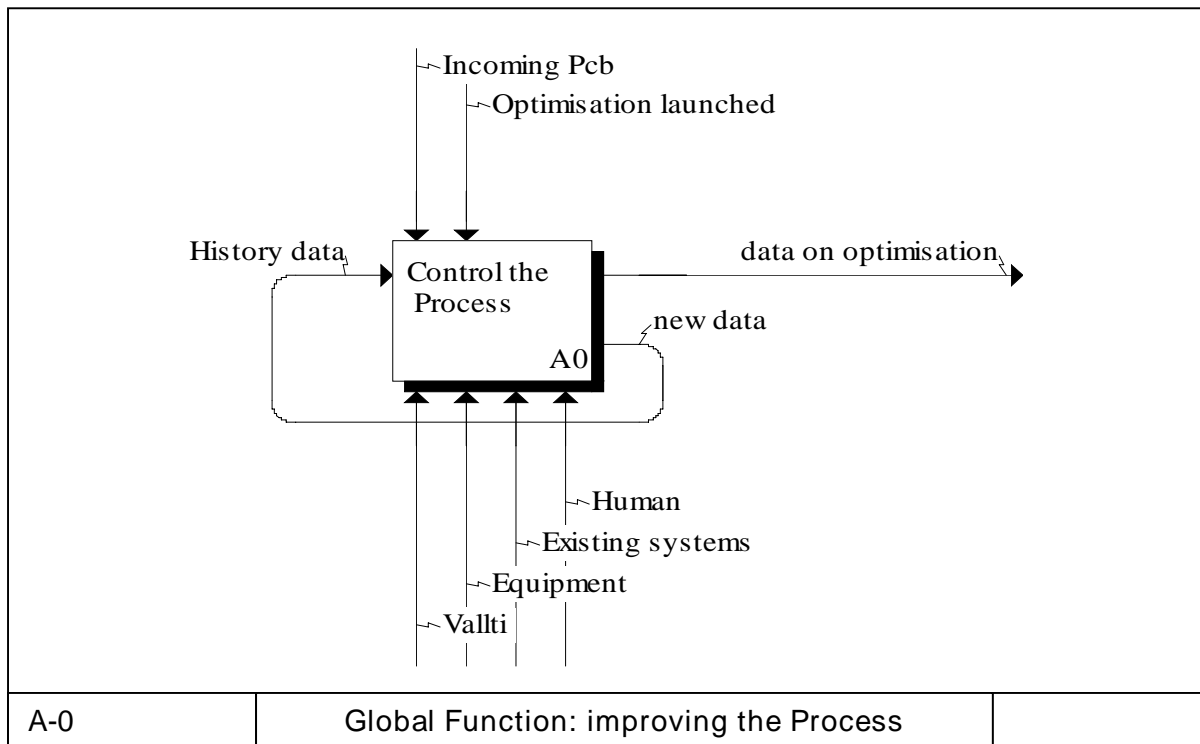 Incoming Pcb
Optimisation launched
History data
data on optimisation
Control the
Process
new data
A0
Human
Existing systems
Equipment
Vallti
A-0
Global Function: improving the Process